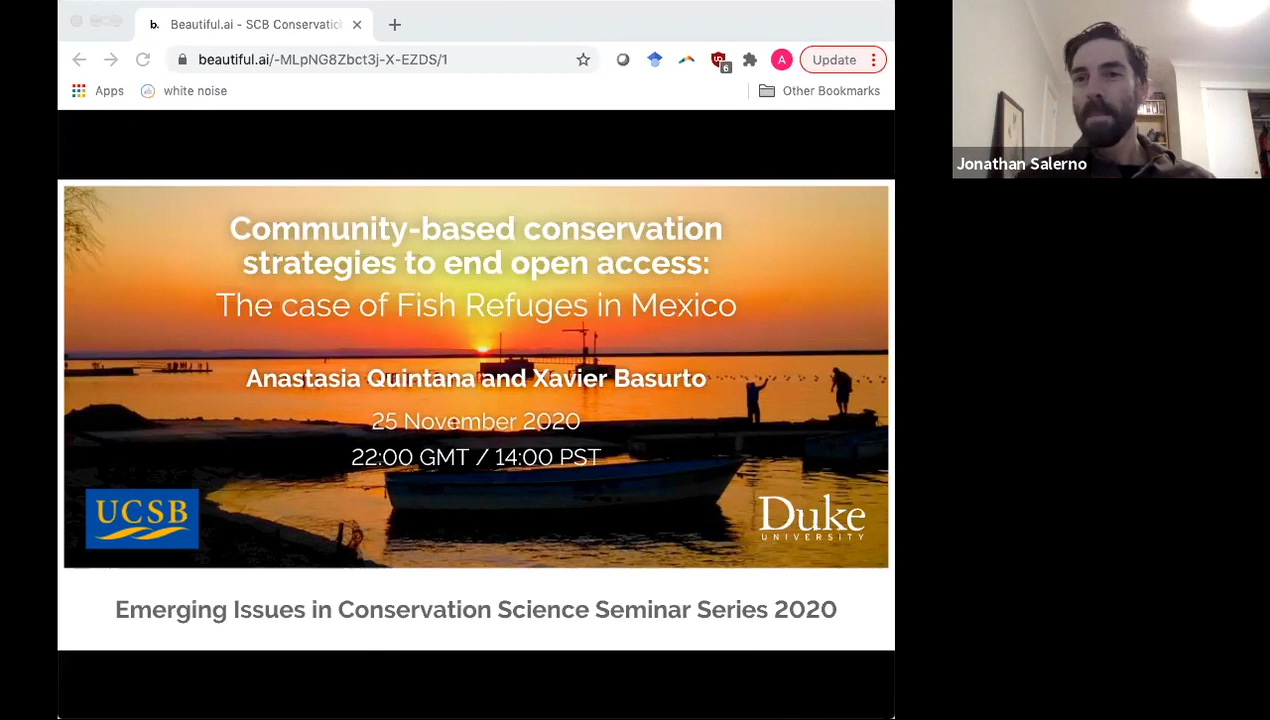 b. Beautiful.ai - SCB Conservatio
beautiful.ai/-MLpNG8Zbct3j-X-EZDS/1
6
A
Update
Apps
white noise
Other Bookmarks
Jonathan Salerno
Community-based conservation
strategies to end open access:
The case of Fish Refuges in Mexico
Anastasia Quintana and Xavier Basurto
25 November 2020
22:00 GMT / 14:00 PST
UCSB
Duke
UNIVERSITY
Emerging Issues in Conservation Science Seminar Series 2020